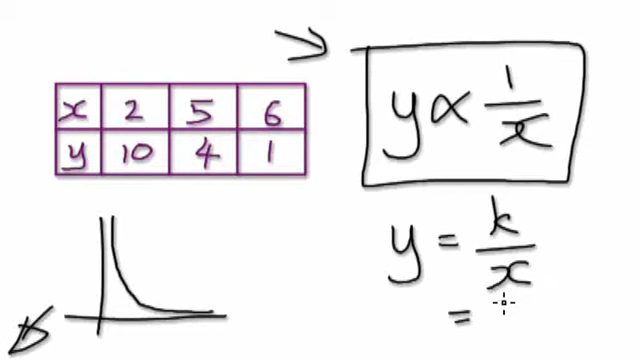 x 2 5 6
y 10 4 1
y ∝ 1/x
y = k/x
=